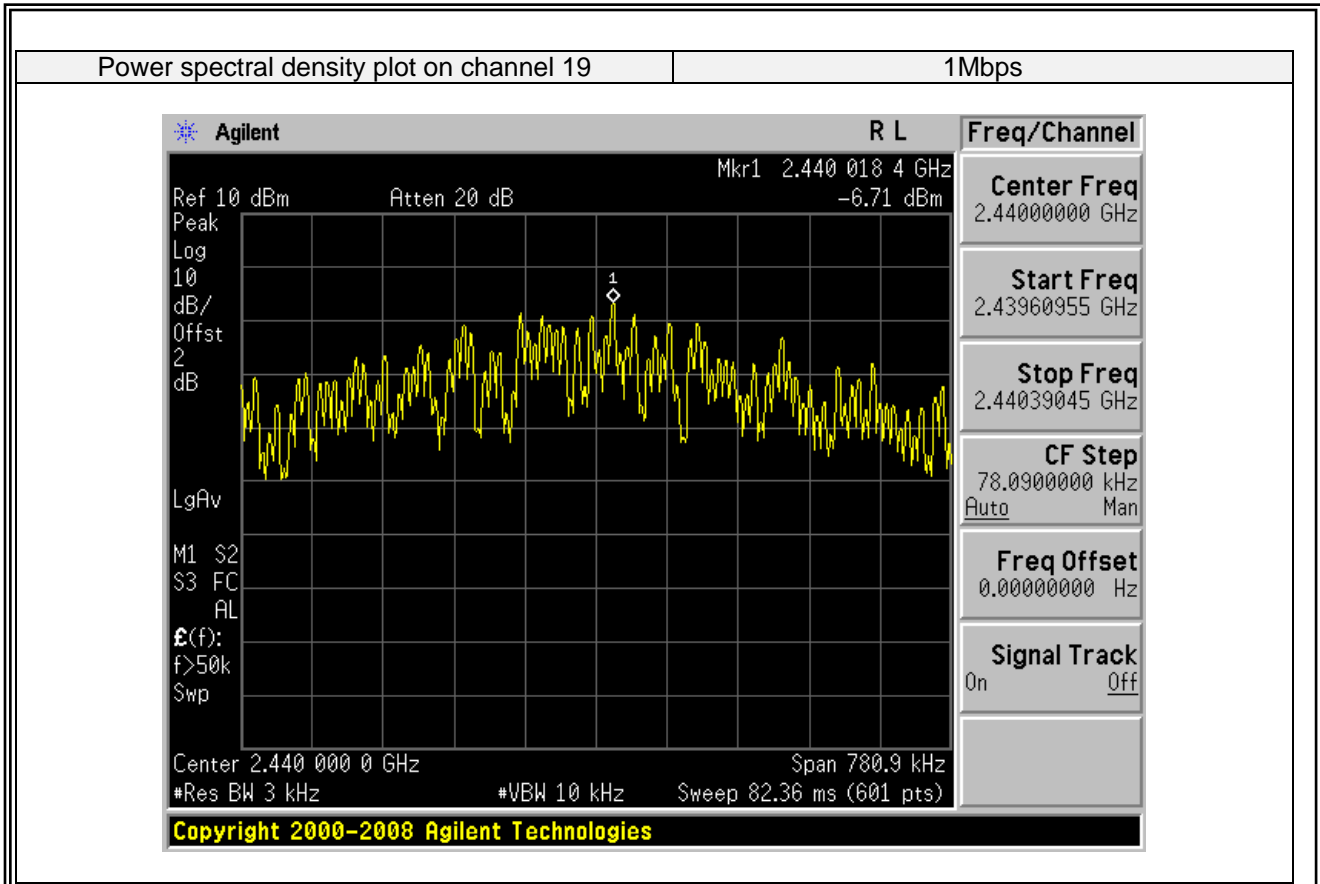 Power spectral density plot on channel 19 1Mbps
Agilent R L Freq/Channel
Mkr1 2.440 018 4 GHz
Ref 10 dBm Atten 20 dB -6.71 dBm
Peak
Log
10
dB/
Offst
2
dB
1
LgAv
M1 S2
S3 FC
AL
£(f):
f>50k
Swp
Center 2.440 000 0 GHz Span 780.9 kHz
#Res BW 3 kHz #VBW 10 kHz Sweep 82.36 ms (601 pts)
Center Freq
2.44000000 GHz
Start Freq
2.43960955 GHz
Stop Freq
2.44039045 GHz
CF Step
78.0900000 kHz
Auto Man
Freq Offset
0.00000000 Hz
Signal Track
On Off
Copyright 2000-2008 Agilent Technologies